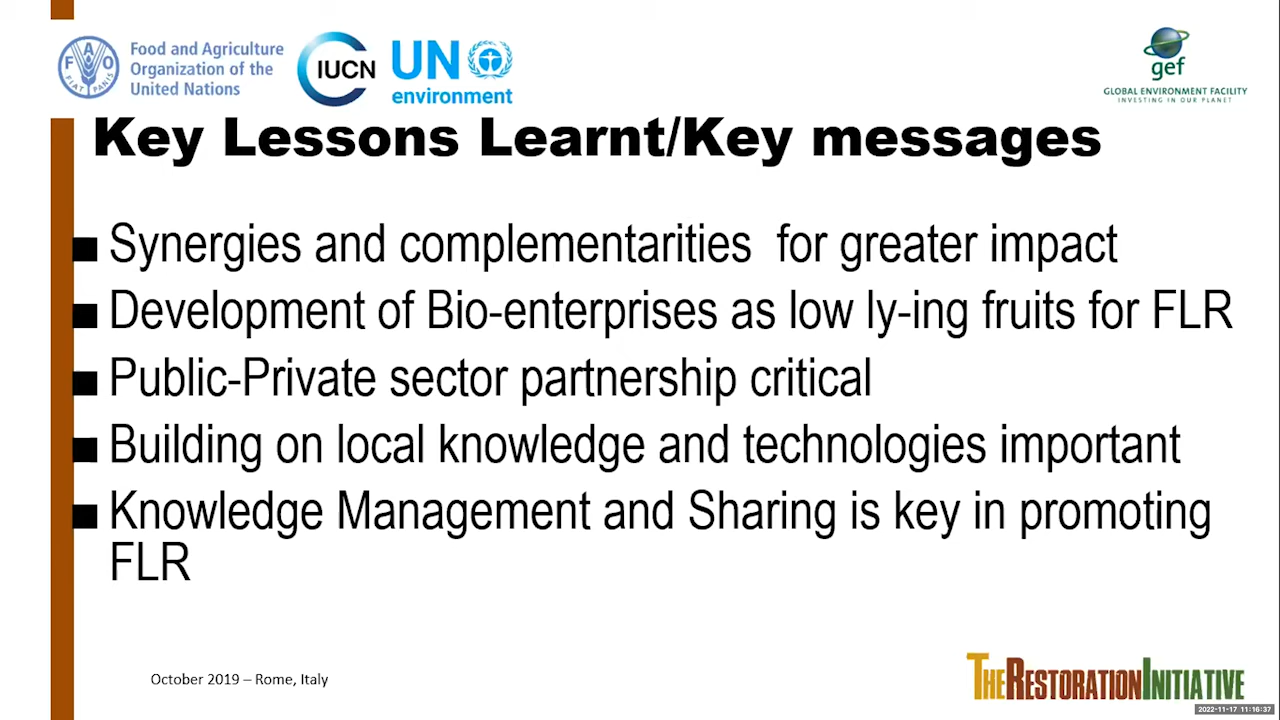 Food and Agriculture
Organization of the
United Nations
F A O
FIAT PANIS
IUCN
UN
environment
gef
GLOBAL ENVIRONMENT FACILITY
INVESTING IN OUR PLANET
Key Lessons Learnt/Key messages
■ Synergies and complementarities for greater impact
■ Development of Bio-enterprises as low ly-ing fruits for FLR
■ Public-Private sector partnership critical
■ Building on local knowledge and technologies important
■ Knowledge Management and Sharing is key in promoting
FLR
October 2019 – Rome, Italy
THERESTORATIONINITIATIVE
2022-11-17 11:16:37